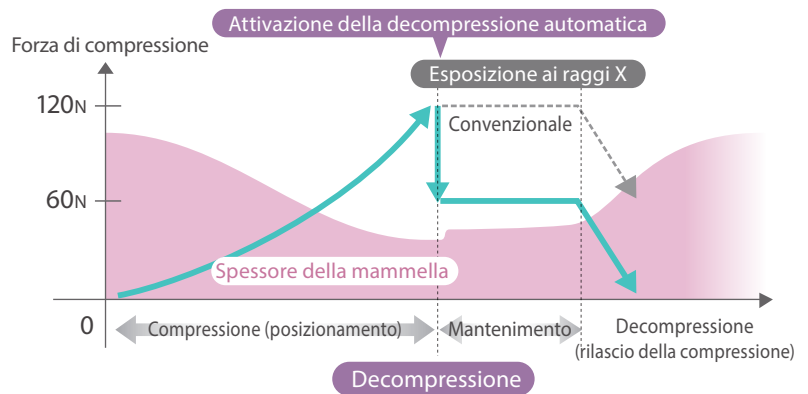 Attivazione della decompressione automatica
Forza di compressione
Esposizione ai raggi X
120N
Convenzionale
60N
Spessore della mammella
0
Compressione (posizionamento)
Mantenimento
Decompressione
(rilascio della compressione)
Decompressione